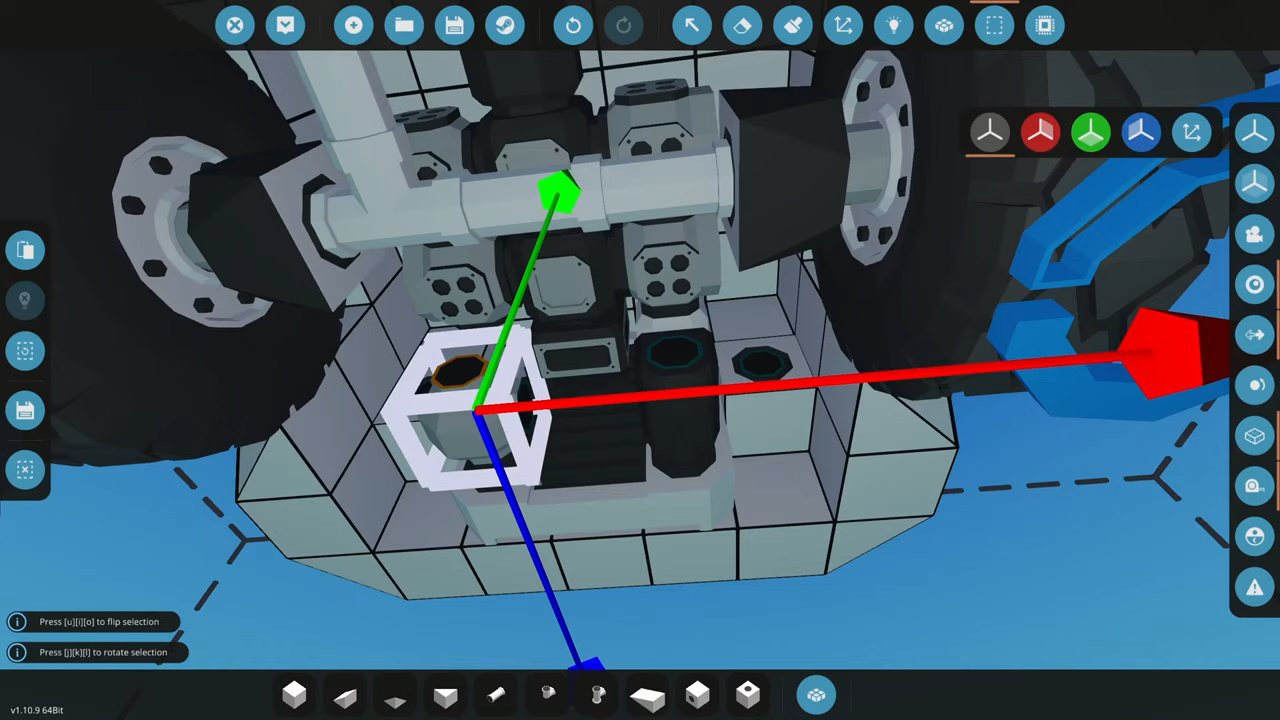 Press [u][i][o] to flip selection
Press [j][k][l] to rotate selection
v1.10.9 64Bit